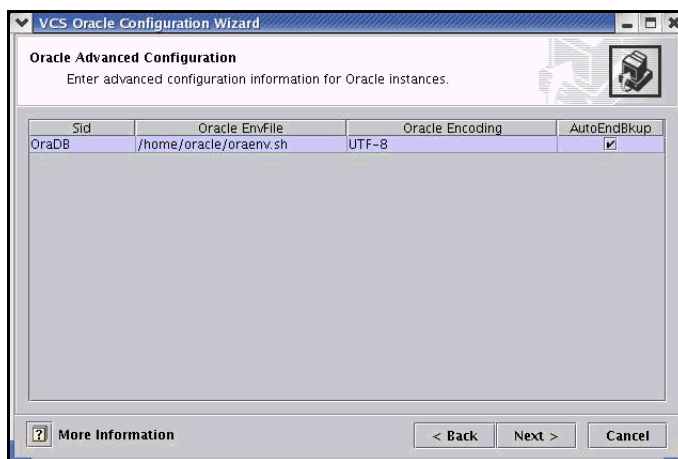 VCS Oracle Configuration Wizard
Oracle Advanced Configuration
Enter advanced configuration information for Oracle instances.
Sid Oracle EnvFile Oracle Encoding AutoEndBkup
OraDB /home/oracle/oraenv.sh UTF-8
? More Information < Back Next > Cancel